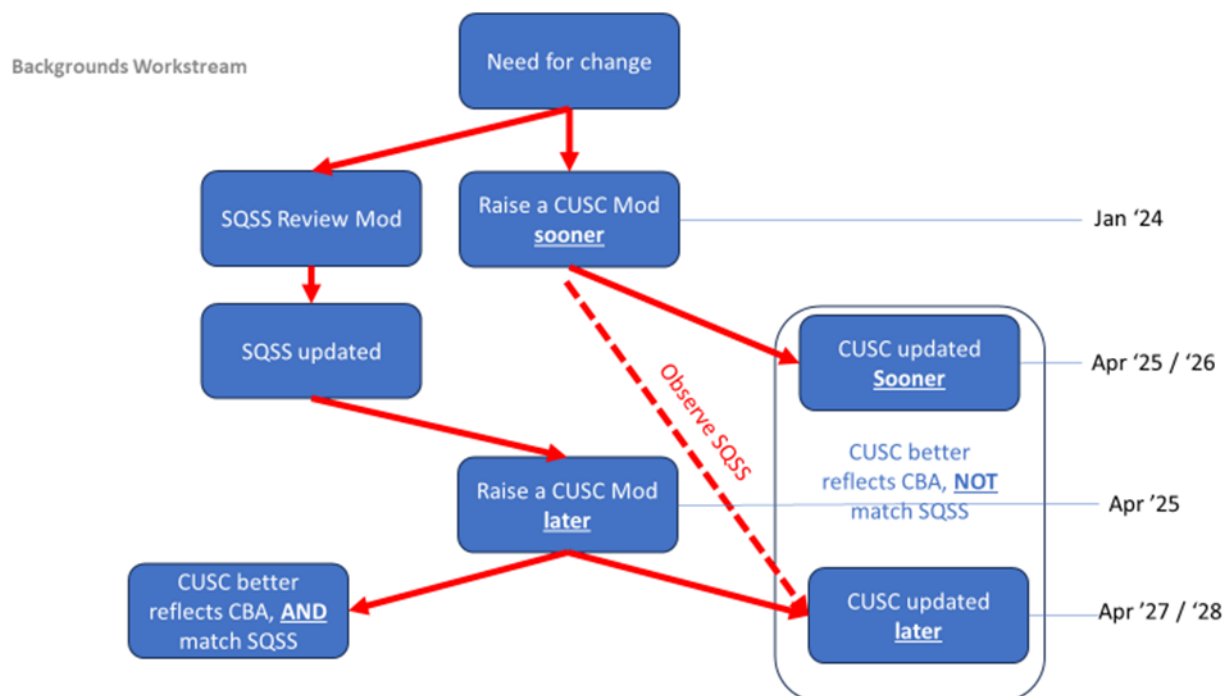 Backgrounds Workstream
Need for change
SQSS Review Mod
Raise a CUSC Mod
sooner
Jan ‘24
SQSS updated
CUSC updated
Sooner
Apr ‘25 / ‘26
Observe SQSS
CUSC better
reflects CBA, NOT
match SQSS
Raise a CUSC Mod
later
Apr ’25
CUSC better
reflects CBA, AND
match SQSS
CUSC updated
later
Apr ’27 / ‘28